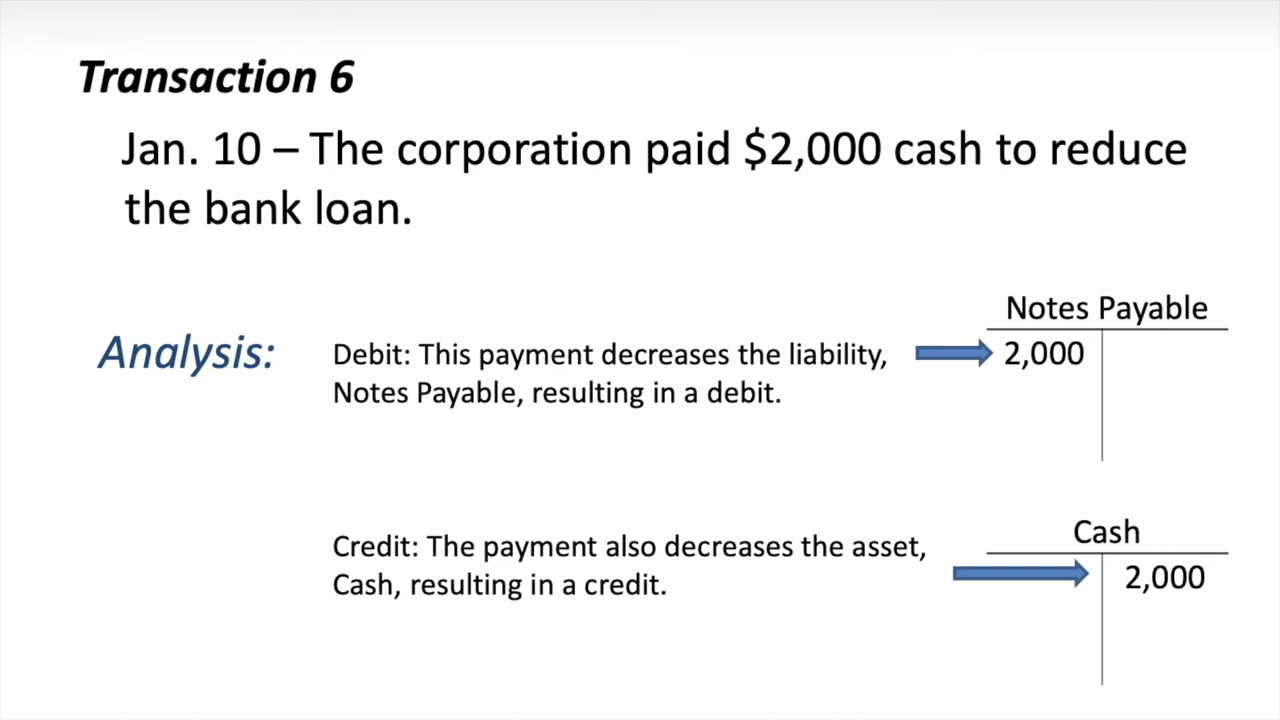 Transaction 6
Jan. 10 – The corporation paid $2,000 cash to reduce
the bank loan.
Analysis:
Debit: This payment decreases the liability,
Notes Payable, resulting in a debit.
Notes Payable
2,000
Credit: The payment also decreases the asset,
Cash, resulting in a credit.
Cash
2,000